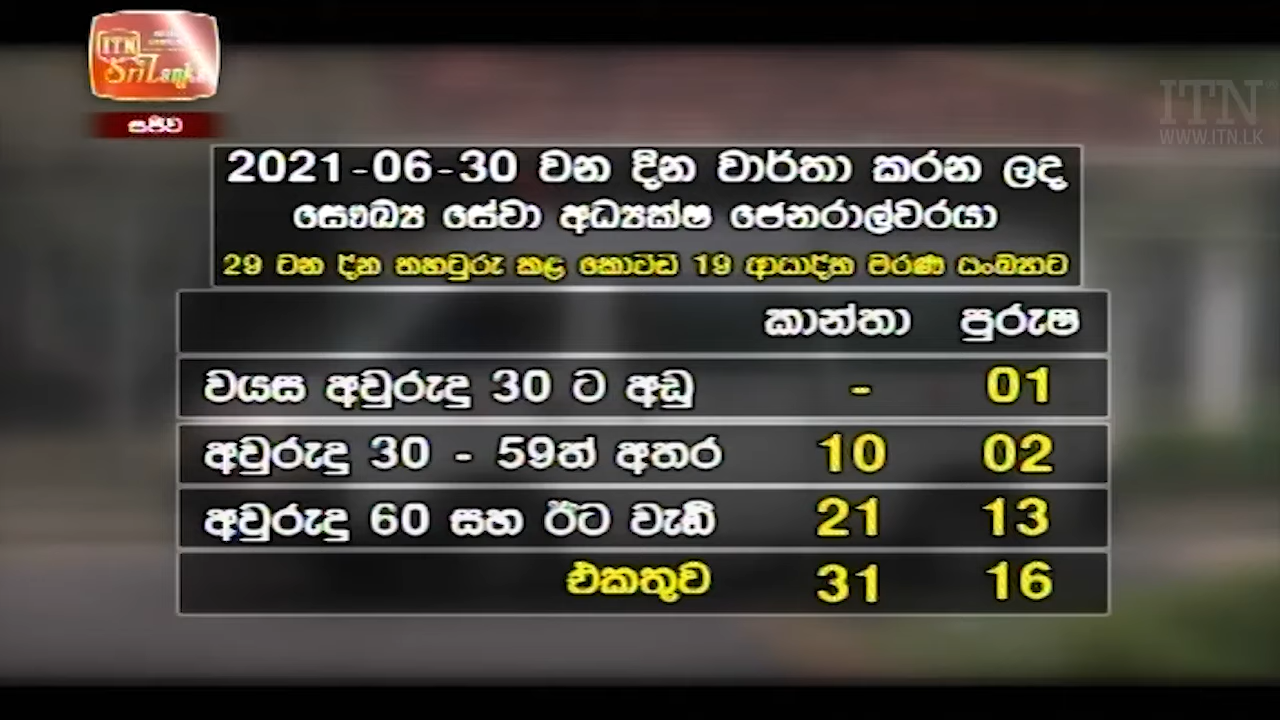 ITN
Sri Lanka
සජීව
ITN
WWW.ITN.LK
2021-06-30 වන දින වාර්තා කරන ලද
සෞඛ්‍ය සේවා අධ්‍යක්ෂ ජෙනරාල්වරයා
29 වන දින තහවුරු කළ කොවිඩ් 19 ආසාදිත මරණ සංඛ්‍යාව
කාන්තා පුරුෂ
වයස අවුරුදු 30 ට අඩු - 01
අවුරුදු 30 - 59ත් අතර 10 02
අවුරුදු 60 සහ ඊට වැඩි 21 13
එකතුව 31 16